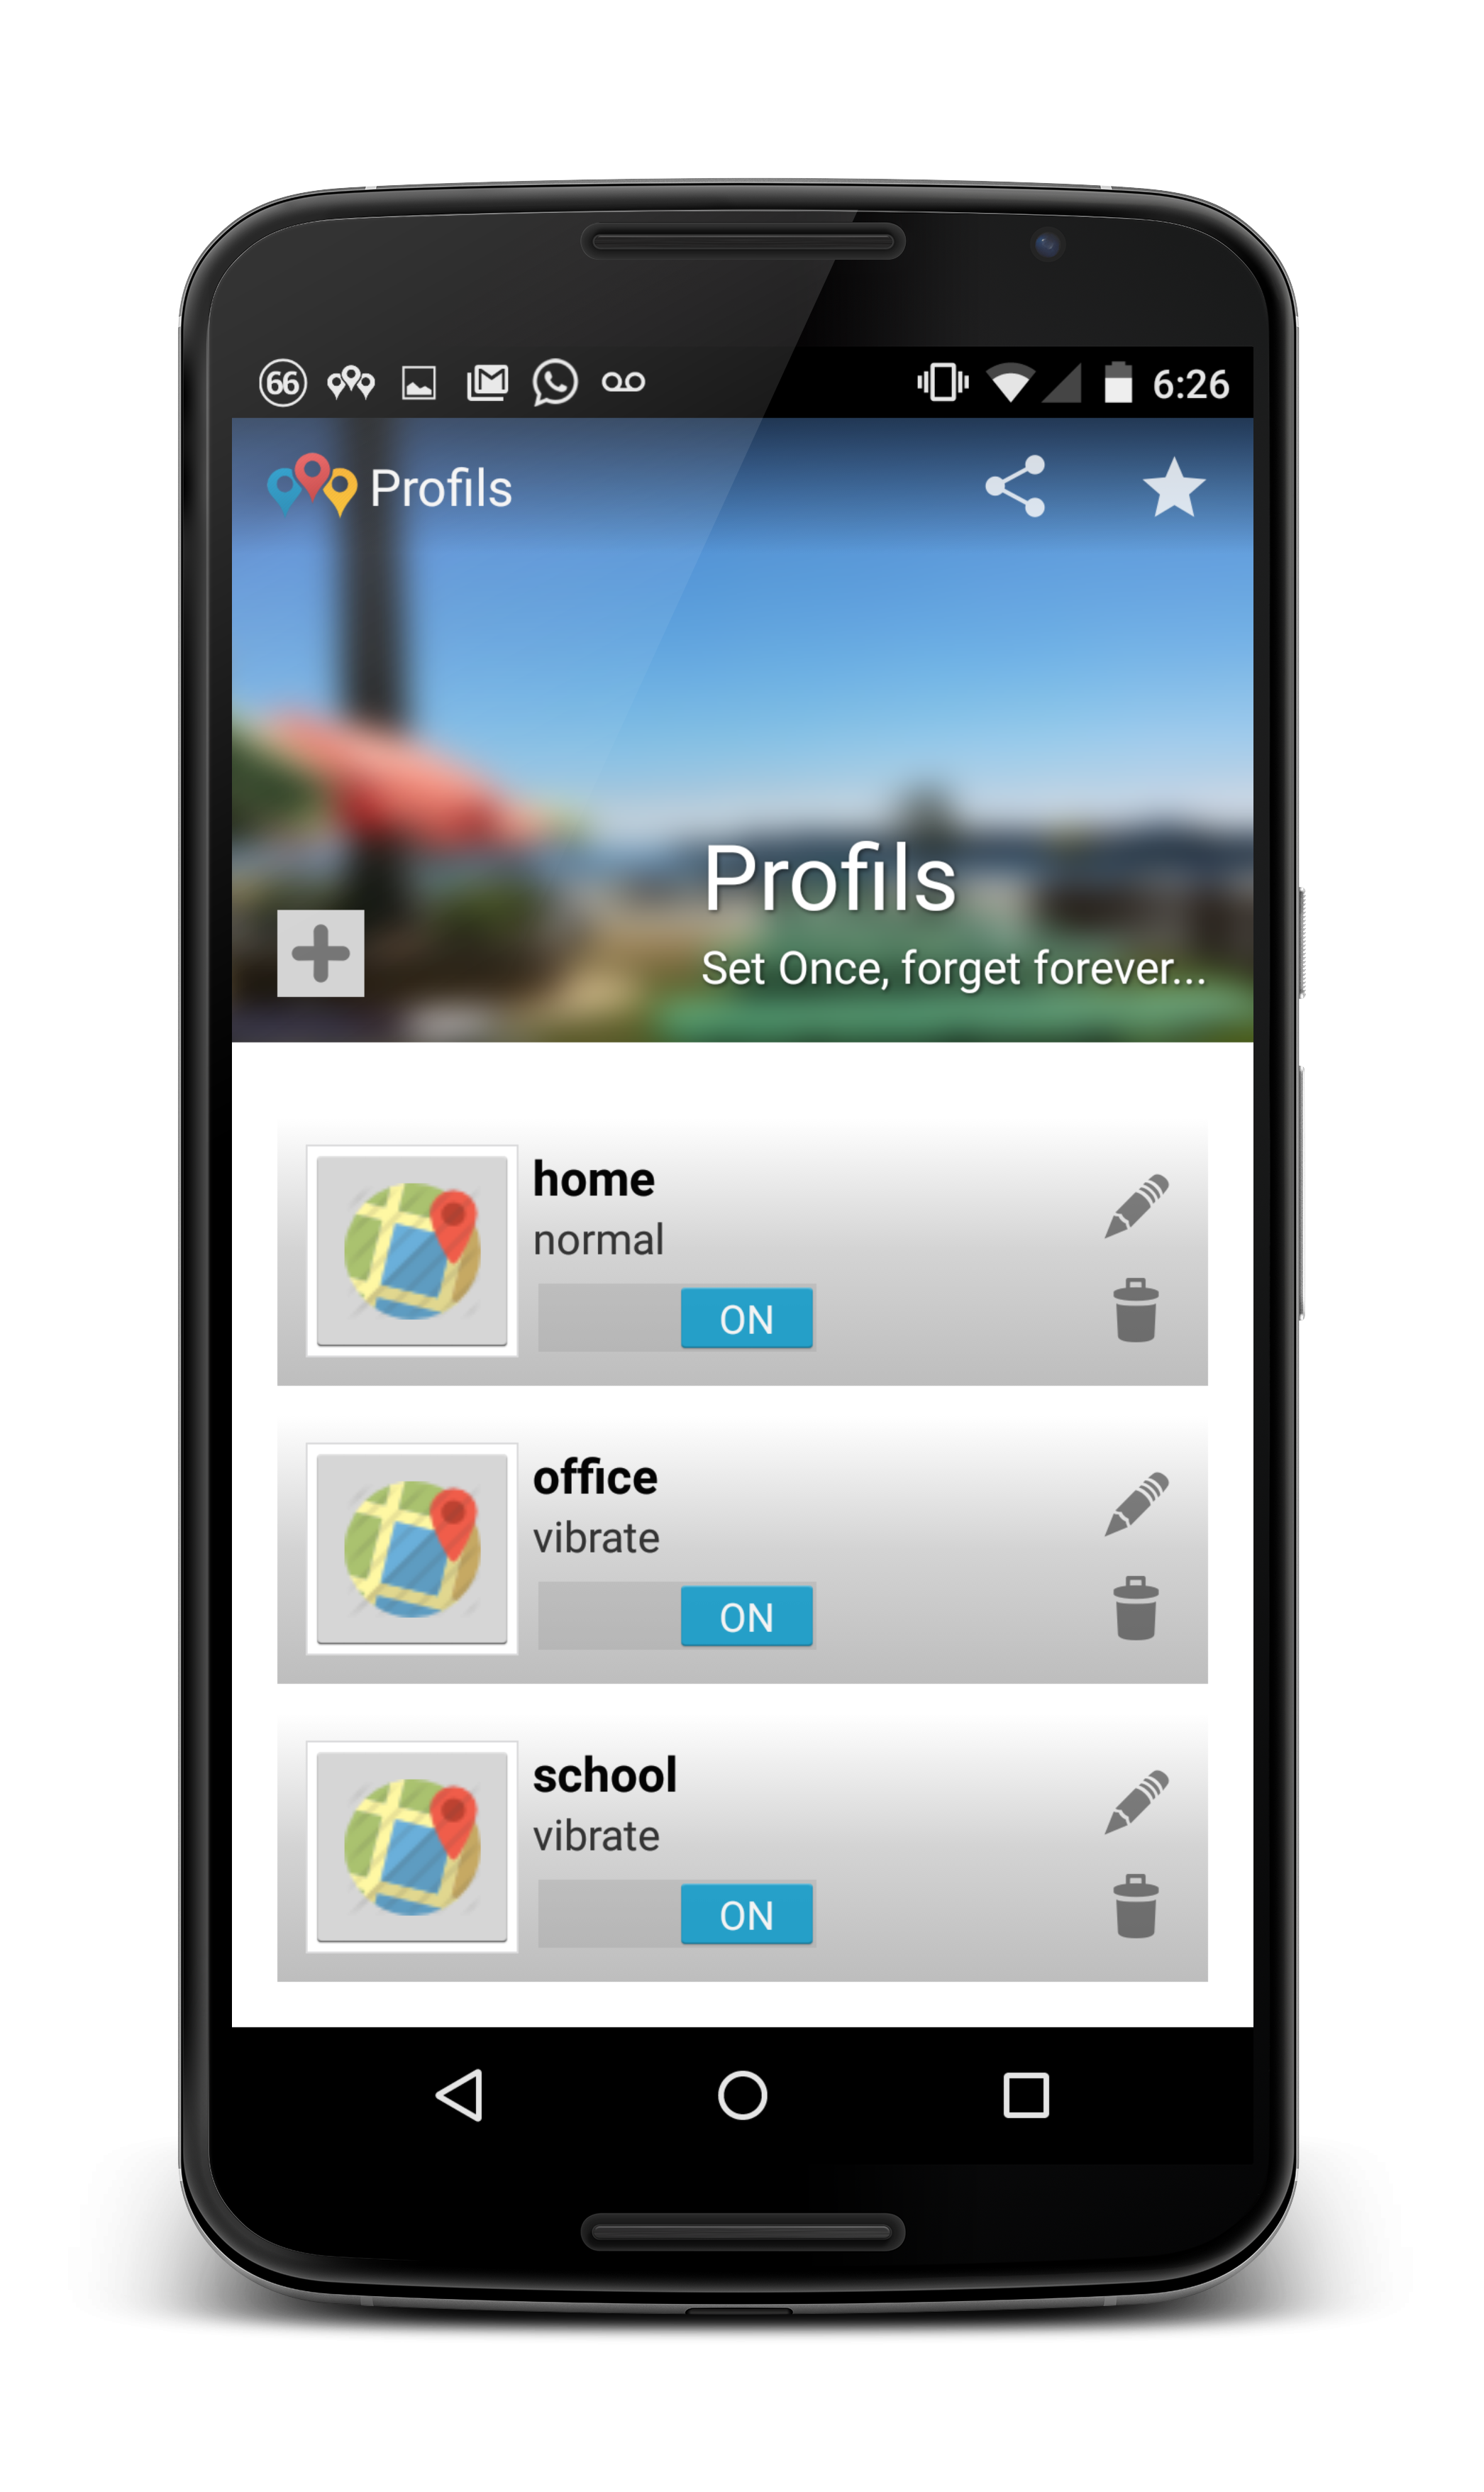 66
6:26
Profils
Profils
Set Once, forget forever...
home
normal
ON
office
vibrate
ON
school
vibrate
ON